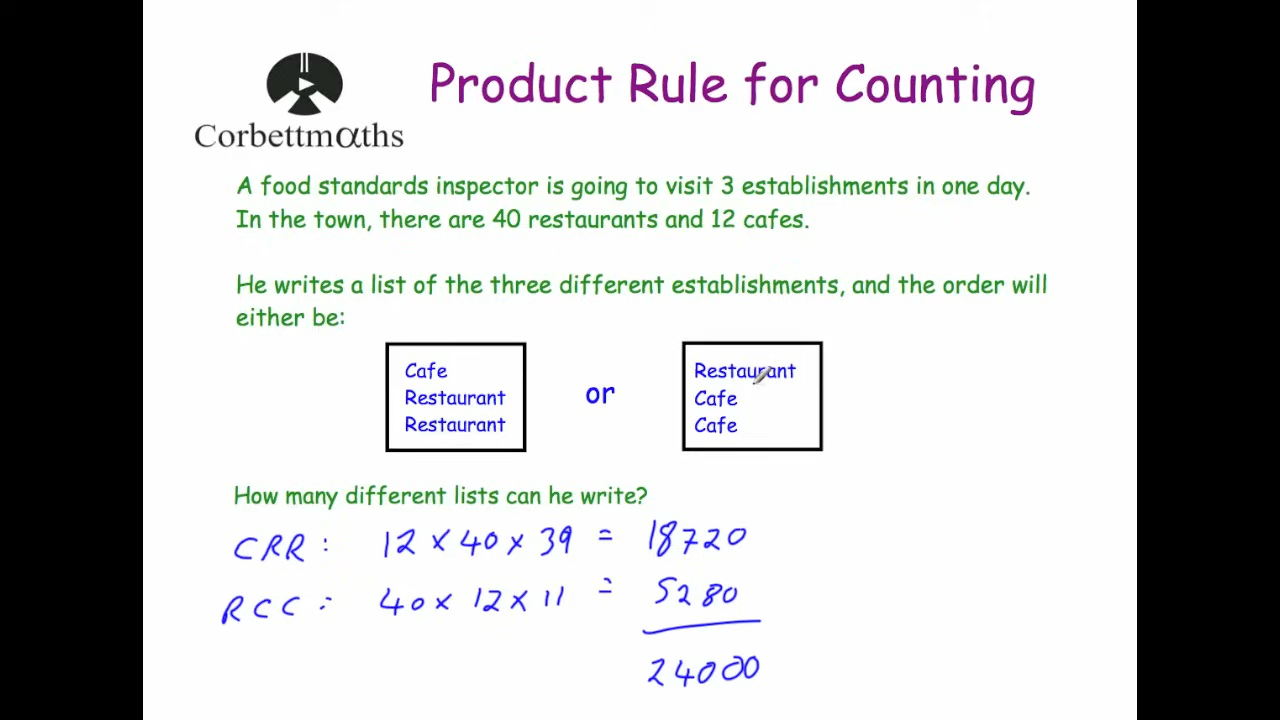 Product Rule for Counting
Corbettmαths
A food standards inspector is going to visit 3 establishments in one day.
In the town, there are 40 restaurants and 12 cafes.
He writes a list of the three different establishments, and the order will
either be:
Cafe
Restaurant
Restaurant
or
Restaurant
Cafe
Cafe
How many different lists can he write?
CRR: 12 × 40 × 39 = 18720
RCC: 40 × 12 × 11 = 5280
24000